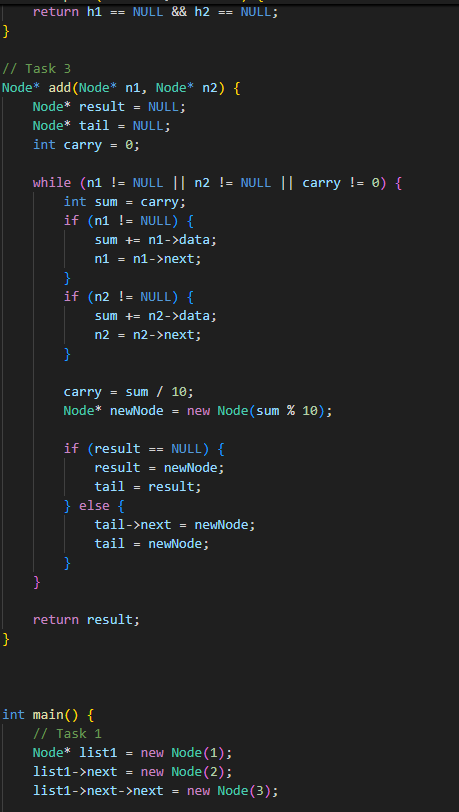 return h1 == NULL && h2 == NULL;
}

// Task 3
Node* add(Node* n1, Node* n2) {
    Node* result = NULL;
    Node* tail = NULL;
    int carry = 0;

    while (n1 != NULL || n2 != NULL || carry != 0) {
        int sum = carry;
        if (n1 != NULL) {
            sum += n1->data;
            n1 = n1->next;
        }
        if (n2 != NULL) {
            sum += n2->data;
            n2 = n2->next;
        }

        carry = sum / 10;
        Node* newNode = new Node(sum % 10);

        if (result == NULL) {
            result = newNode;
            tail = result;
        } else {
            tail->next = newNode;
            tail = newNode;
        }
    }

    return result;
}

int main() {
    // Task 1
    Node* list1 = new Node(1);
    list1->next = new Node(2);
    list1->next->next = new Node(3);